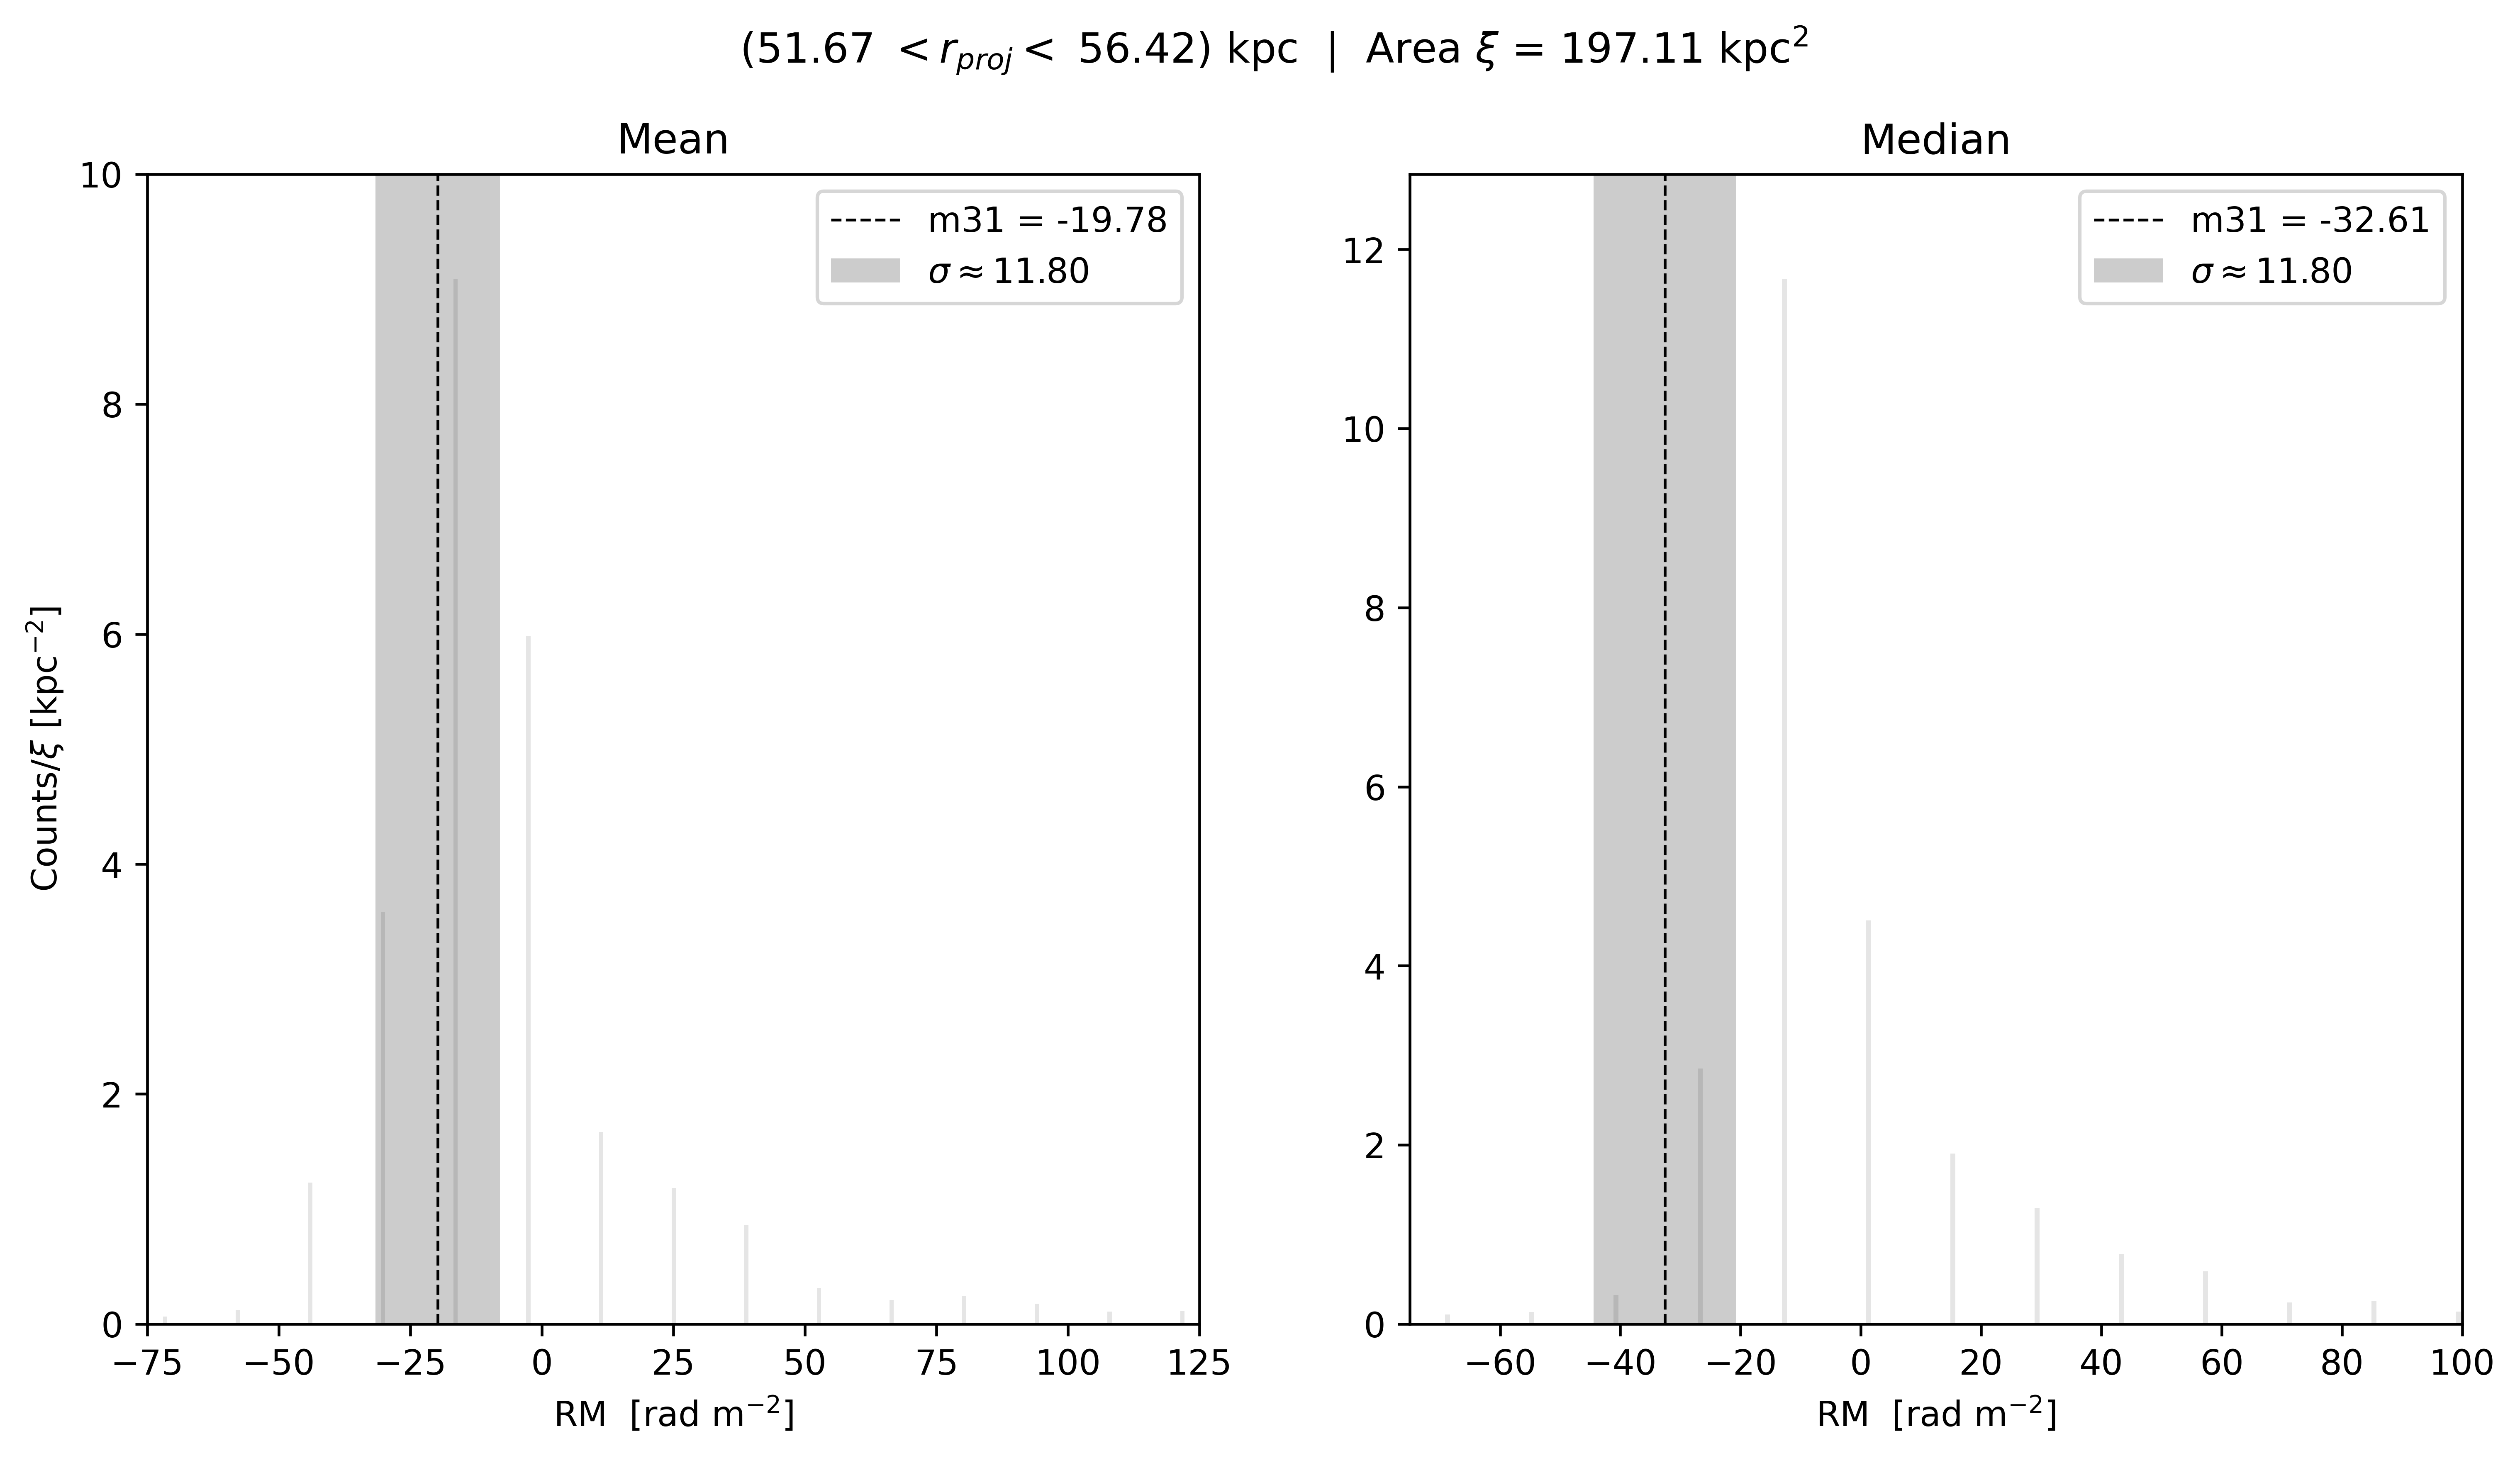 (51.67 < r_proj < 56.42) kpc | Area ξ = 197.11 kpc²
Mean
m31 = -19.78
σ ≈ 11.80
10
8
6
4
2
0
Counts/ξ [kpc⁻²]
−75 −50 −25 0 25 50 75 100 125
RM [rad m⁻²]
Median
m31 = -32.61
σ ≈ 11.80
12
10
8
6
4
2
0
−60 −40 −20 0 20 40 60 80 100
RM [rad m⁻²]